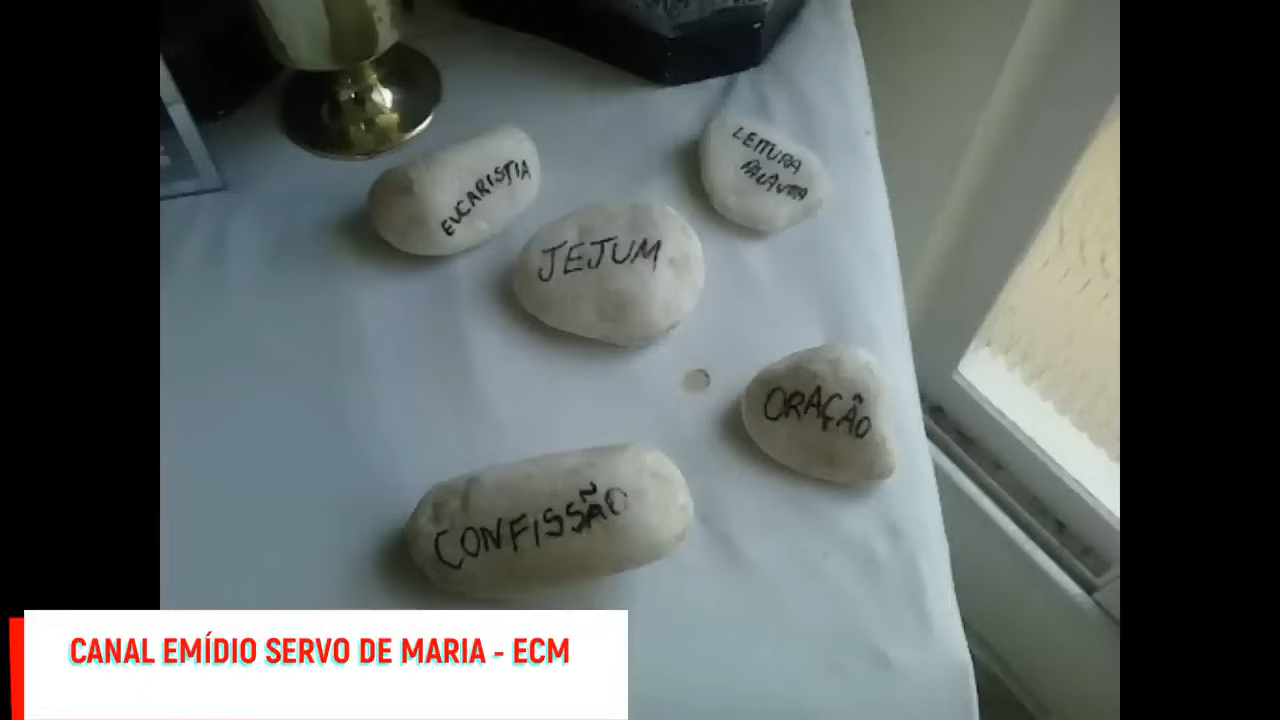 EUCARISTIA
LEITURA
PALAVRA
JEJUM
ORAÇÃO
CONFISSÃO
CANAL EMÍDIO SERVO DE MARIA - ECM